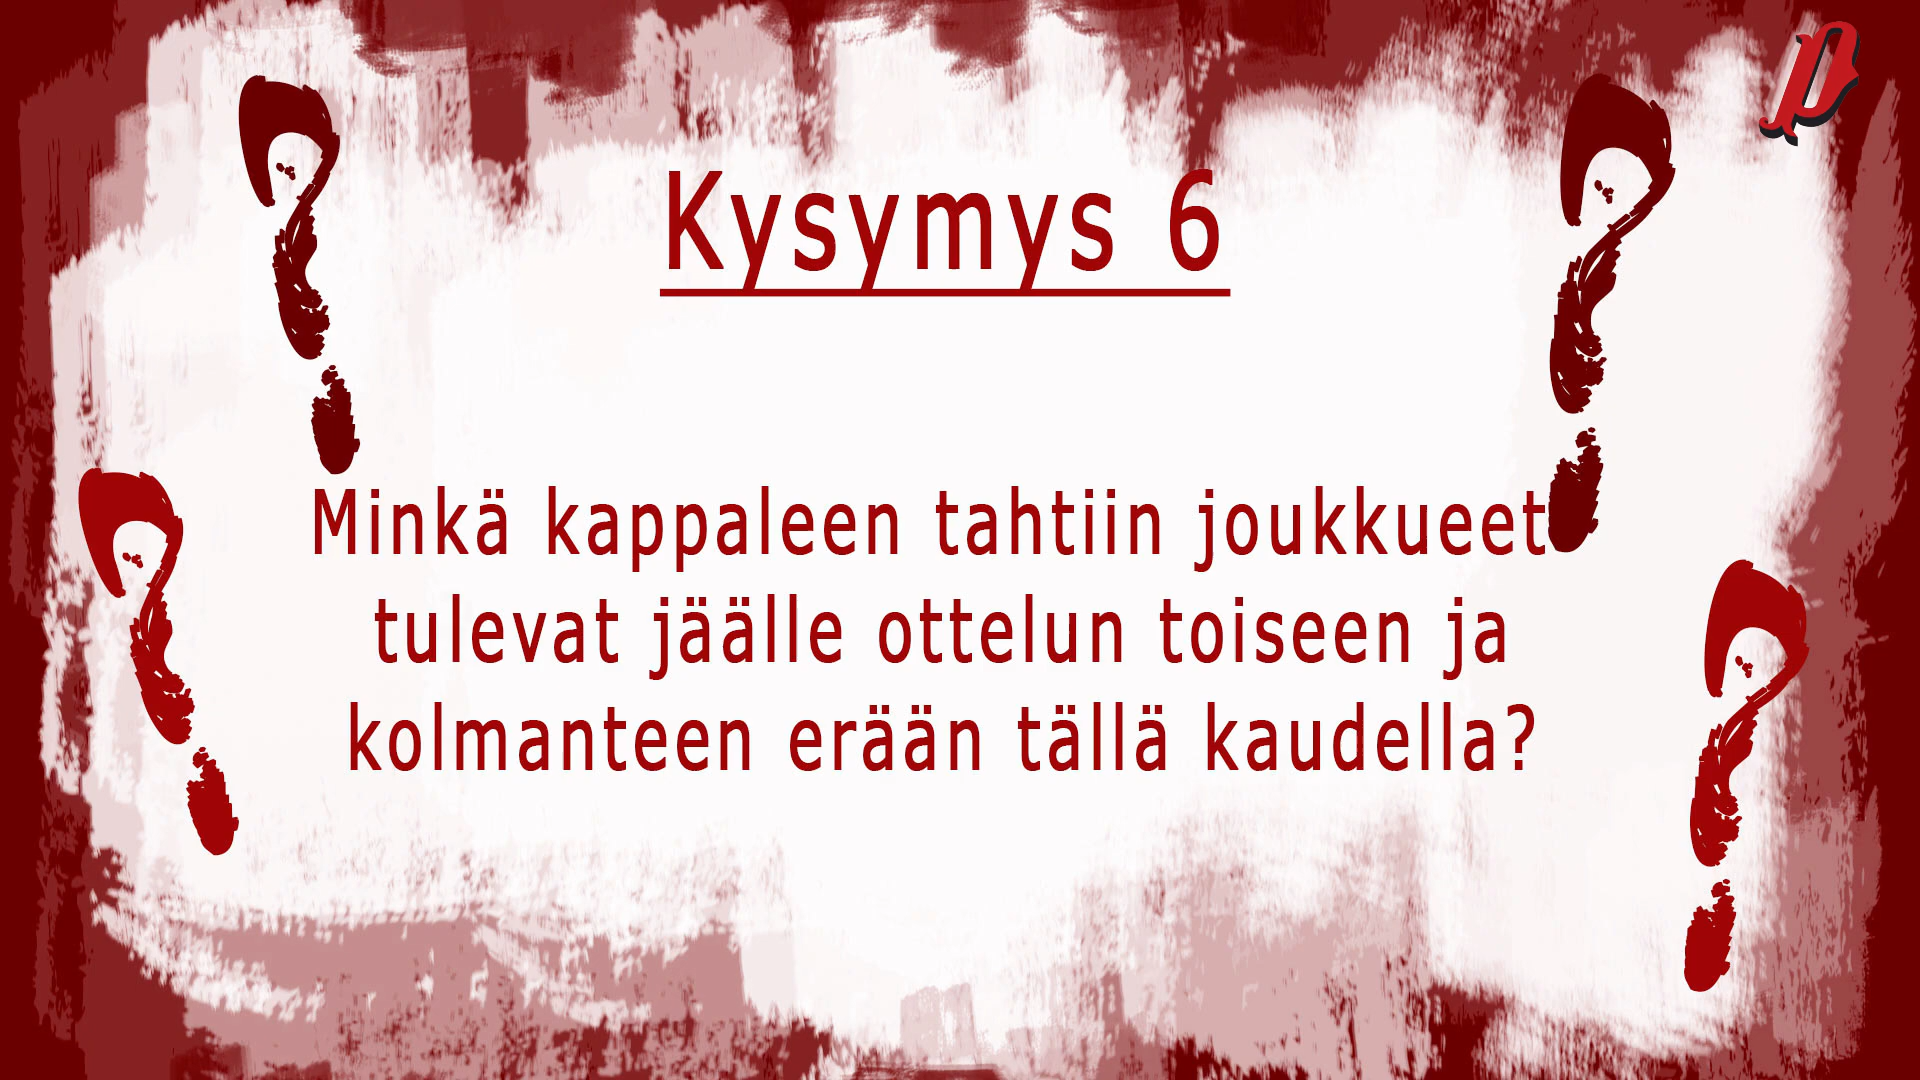 Kysymys 6
Minkä kappaleen tahtiin joukkueet
tulevat jäälle ottelun toiseen ja
kolmanteen erään tällä kaudella?
P